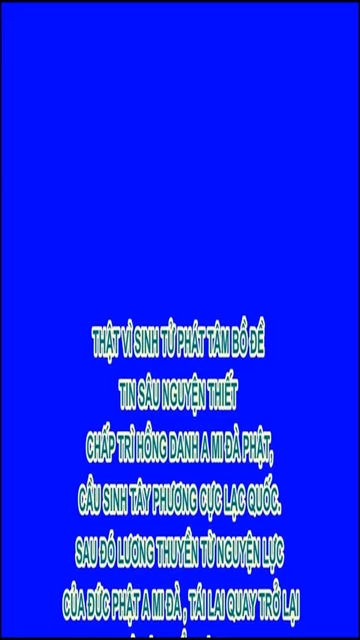 THẬT VÌ SINH TỬ PHÁT TÂM BỒ ĐỀ
TIN SÂU NGUYỆN THIẾT
CHẤP TRÌ HỒNG DANH A MI ĐÀ PHẬT,
CẦU SINH TÂY PHƯƠNG CỰC LẠC QUỐC.
SAU ĐÓ LƯƠNG THUYỀN TỪ NGUYỆN LỰC
CỦA ĐỨC PHẬT A MI ĐÀ , TÁI LAI QUAY TRỞ LẠI